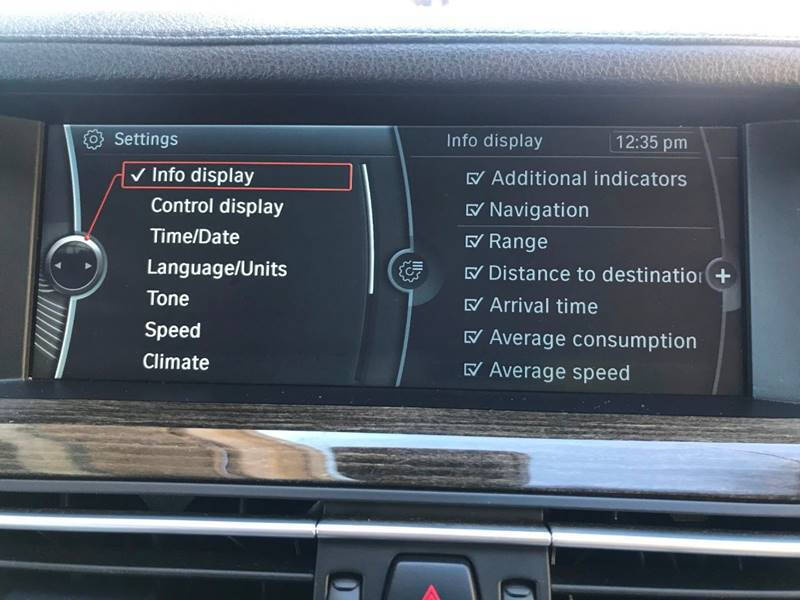 Settings
Info display
12:35 pm
✓ Info display
Control display
Time/Date
Language/Units
Tone
Speed
Climate
Additional indicators
Navigation
Range
Distance to destination
Arrival time
Average consumption
Average speed